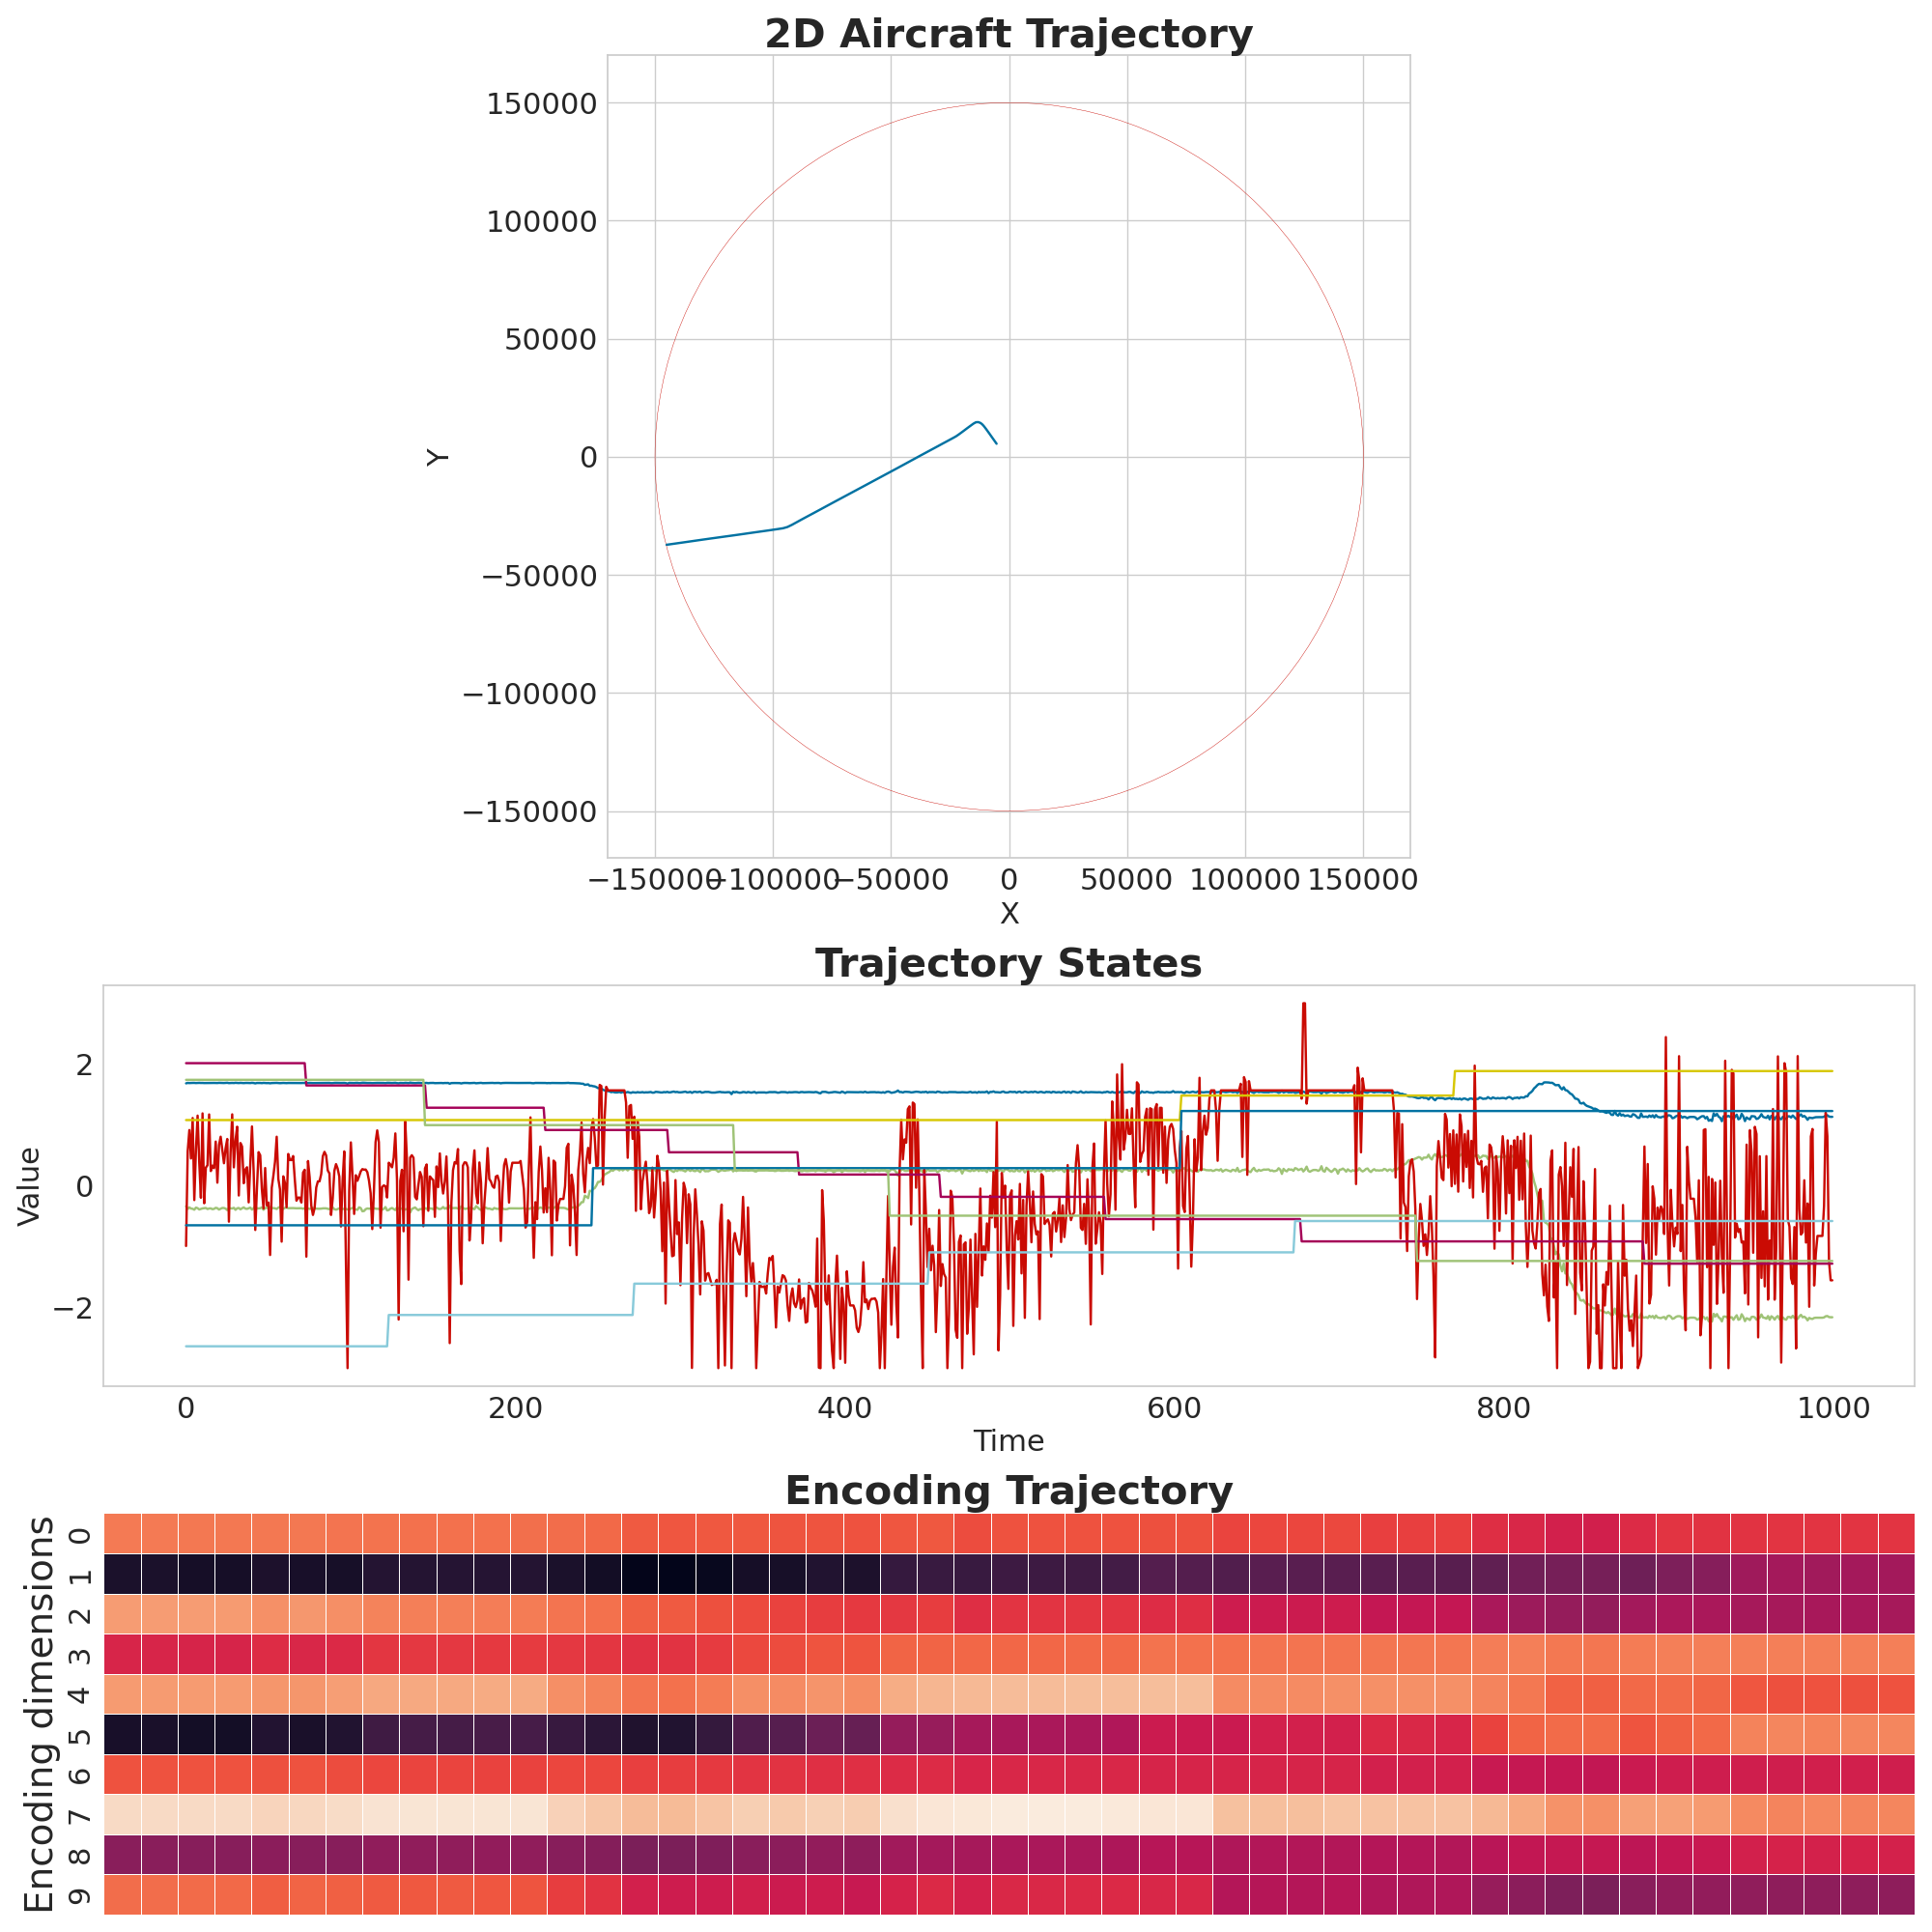 2D Aircraft Trajectory
150000
100000
50000
0
−50000
−100000
−150000
Y
−150000 −100000 −50000 0 50000 100000 150000
X
Trajectory States
2
0
−2
Value
0 200 400 600 800 1000
Time
Encoding Trajectory
0
1
2
3
4
5
6
7
8
9
Encoding dimensions